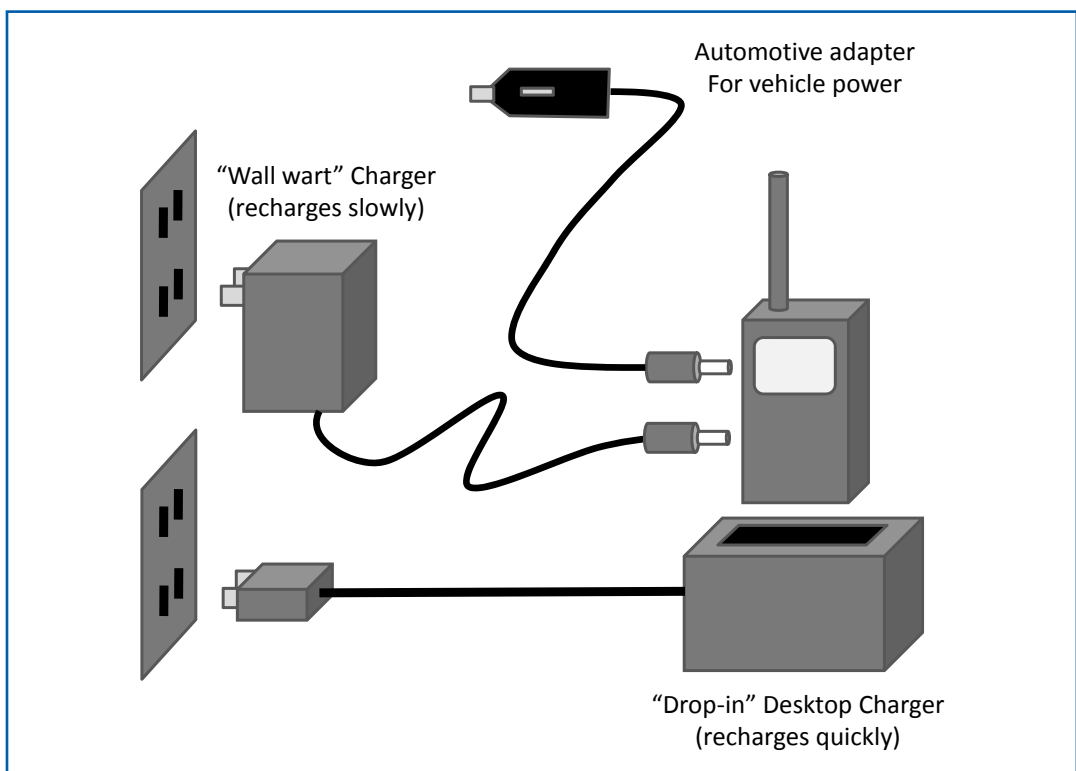 Automotive adapter
For vehicle power
“Wall wart” Charger
(recharges slowly)
“Drop-in” Desktop Charger
(recharges quickly)